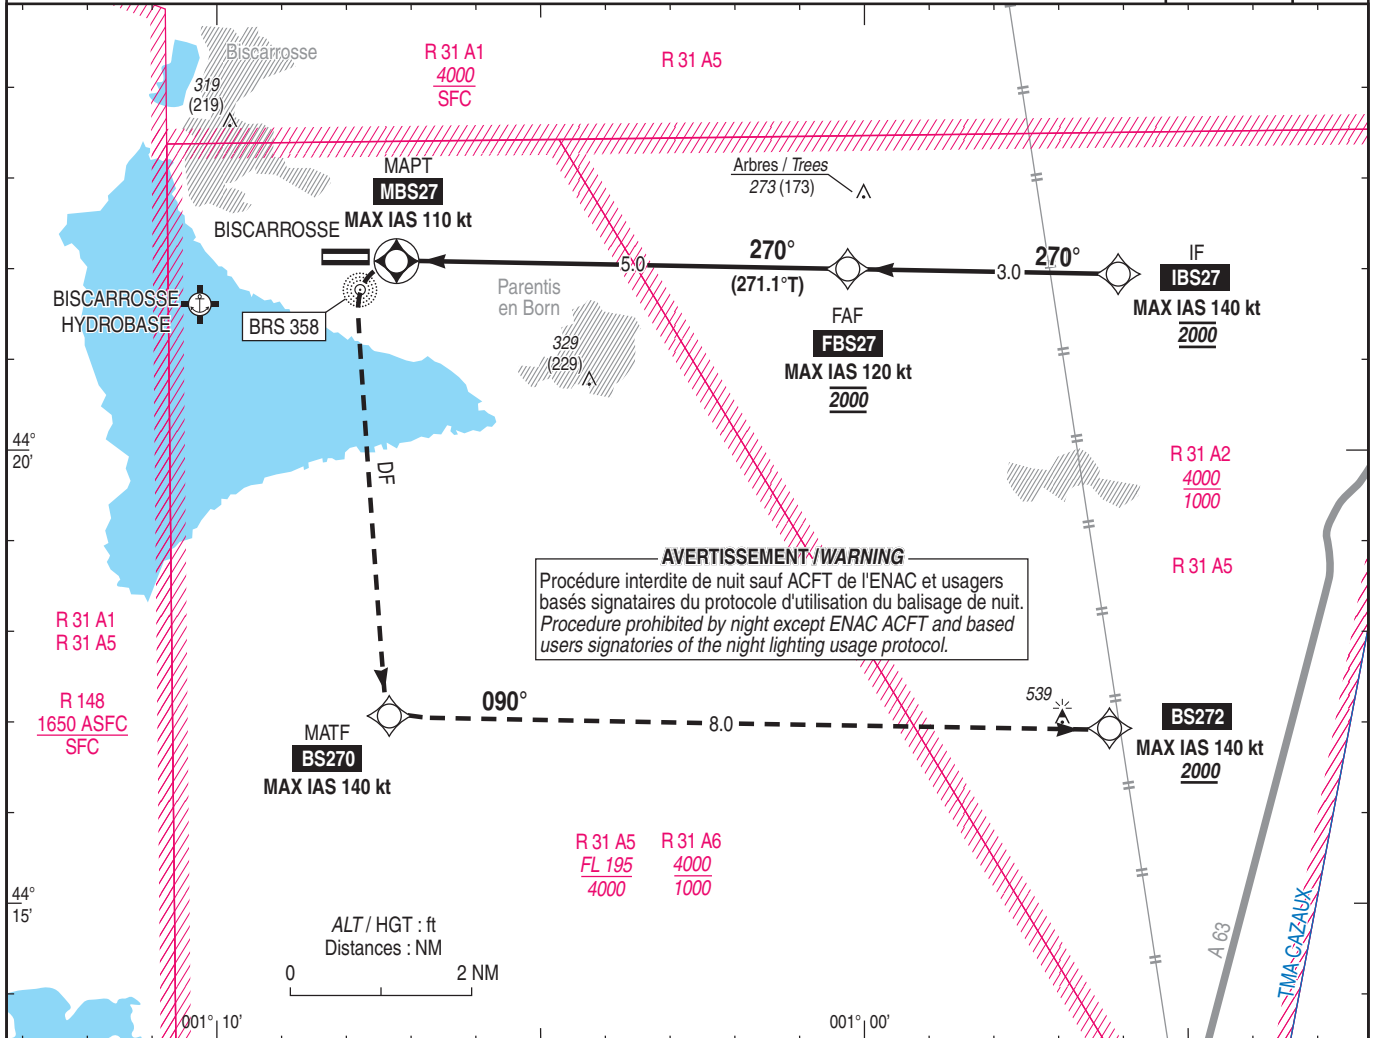 Biscarrosse
319
(219)
R 31 A1
4000
SFC
R 31 A5
MAPT
MBS27
MAX IAS 110 kt
BISCARROSSE
Arbres / Trees
273 (173)
270°
(271.1°T)
5.0
3.0
270°
IF
IBS27
MAX IAS 140 kt
2000
BISCARROSSE
HYDROBASE
BRS 358
Parentis
en Born
329
(229)
FAF
FBS27
MAX IAS 120 kt
2000
44°
20'
DF
R 31 A2
4000
1000
R 31 A5
AVERTISSEMENT / WARNING
Procédure interdite de nuit sauf ACFT de l'ENAC et usagers
basés signataires du protocole d'utilisation du balisage de nuit.
Procedure prohibited by night except ENAC ACFT and based
users signatories of the night lighting usage protocol.
R 31 A1
R 31 A5
R 148
1650 ASFC
SFC
MATF
BS270
MAX IAS 140 kt
090°
8.0
539
BS272
MAX IAS 140 kt
2000
R 31 A5
FL 195
4000
R 31 A6
4000
1000
44°
15'
ALT / HGT : ft
Distances : NM
0
2 NM
A 63
TMA CAZAUX
001° 10'
001° 00'